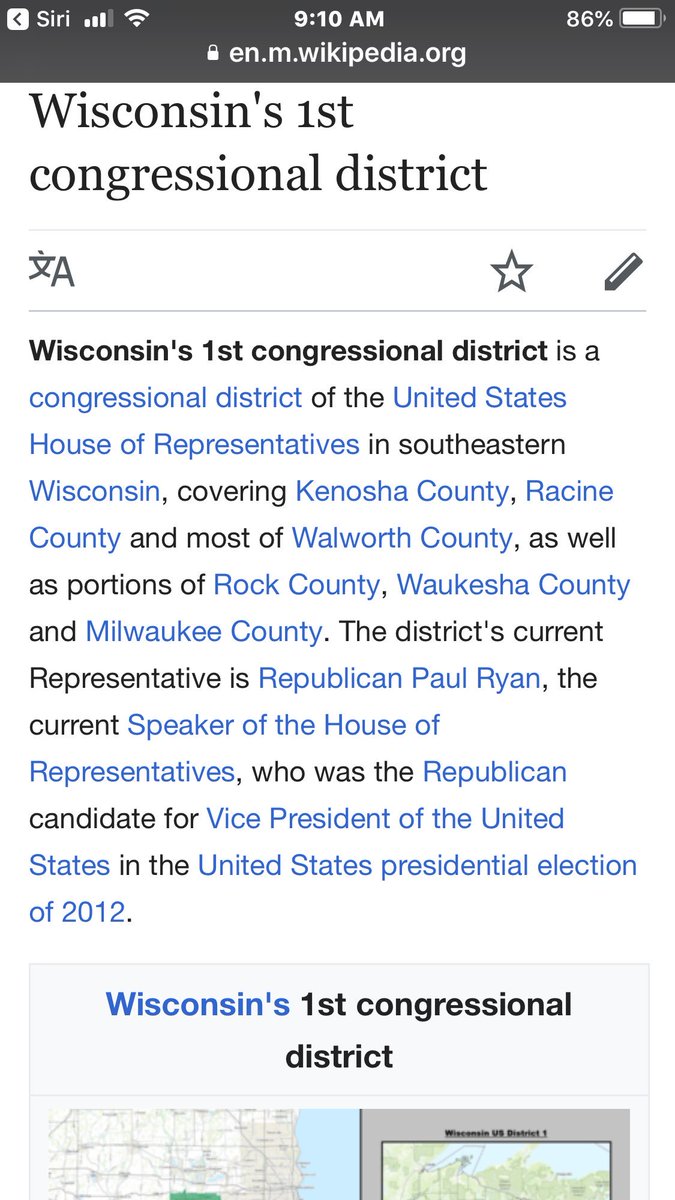 Siri 9:10 AM 86%
en.m.wikipedia.org
Wisconsin's 1st
congressional district
文A
Wisconsin's 1st congressional district is a
congressional district of the United States
House of Representatives in southeastern
Wisconsin, covering Kenosha County, Racine
County and most of Walworth County, as well
as portions of Rock County, Waukesha County
and Milwaukee County. The district's current
Representative is Republican Paul Ryan, the
current Speaker of the House of
Representatives, who was the Republican
candidate for Vice President of the United
States in the United States presidential election
of 2012.
Wisconsin's 1st congressional
district
Wisconsin US District 1